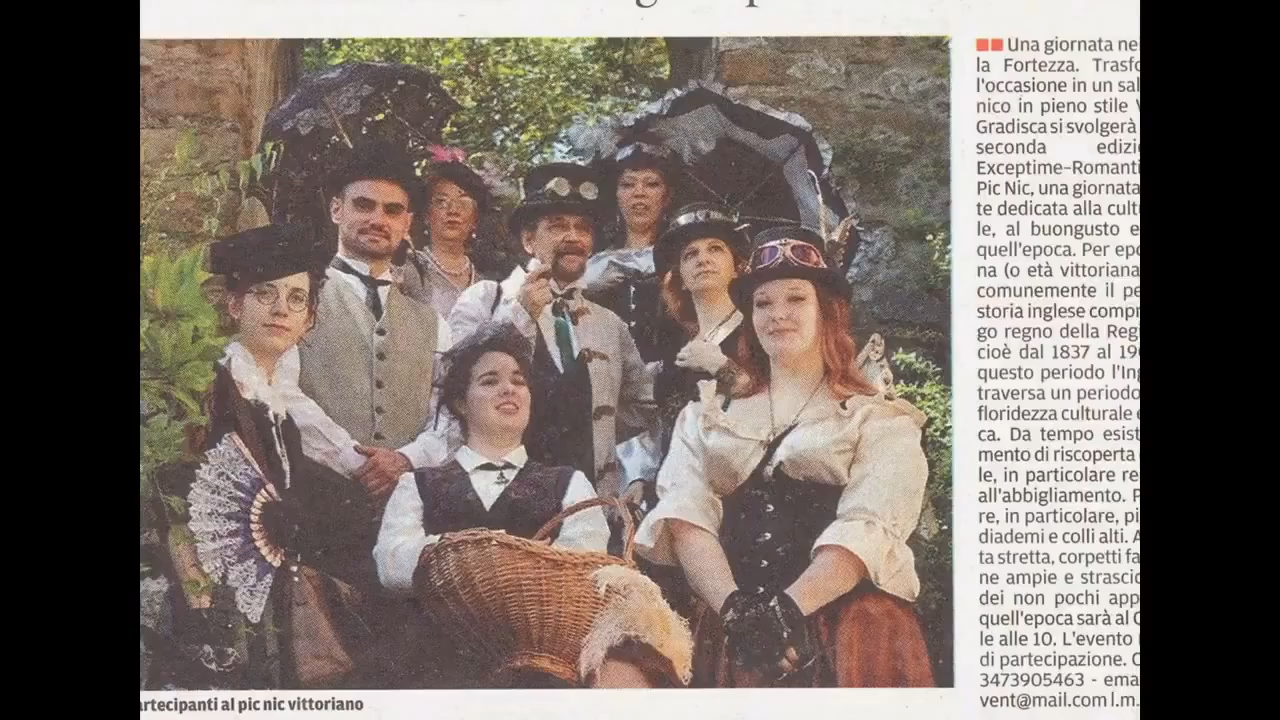 Una giornata ne
la Fortezza. Trasfo
l'occasione in un sal
nico in pieno stile V
Gradisca si svolgerà
seconda edizi
Exceptime-Romanti
Pic Nic, una giornata
te dedicata alla cult
le, al buongusto e
quell'epoca. Per epo
na (o età vittoriana
comunemente il pe
storia inglese compr
go regno della Reg
cioè dal 1837 al 19
questo periodo l'Ing
traversa un periodo
floridezza culturale e
ca. Da tempo esist
mento di riscoperta
le, in particolare re
all'abbigliamento. P
re, in particolare, pi
diademi e colli alti. A
ta stretta, corpetti fa
ne ampie e strascic
dei non pochi app
quell'epoca sarà al C
le alle 10. L'evento
di partecipazione. C
3473905463 - ema
vent@mail.com l.m.
artecipanti al pic nic vittoriano